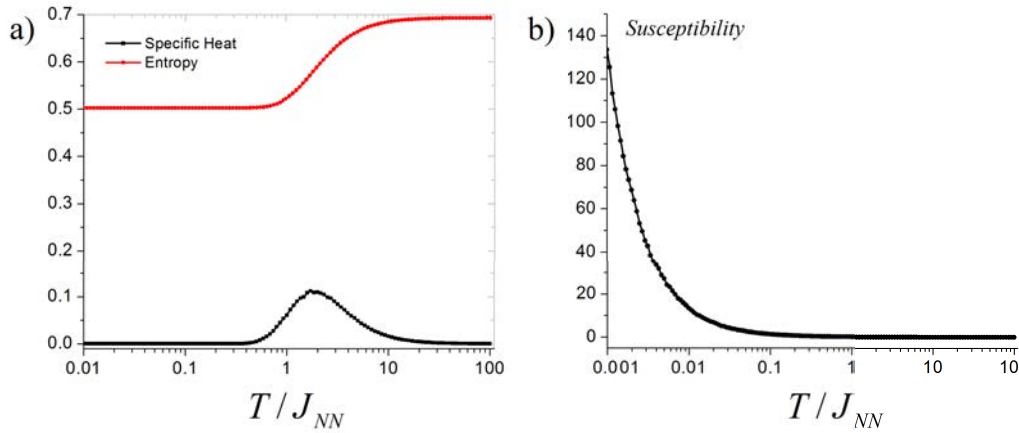 a)
Specific Heat
Entropy
0.7
0.6
0.5
0.4
0.3
0.2
0.1
0.0
0.01 0.1 1 10 100
T / J_NN
b)
Susceptibility
140
120
100
80
60
40
20
0
0.001 0.01 0.1 1 10 10
T / J_NN